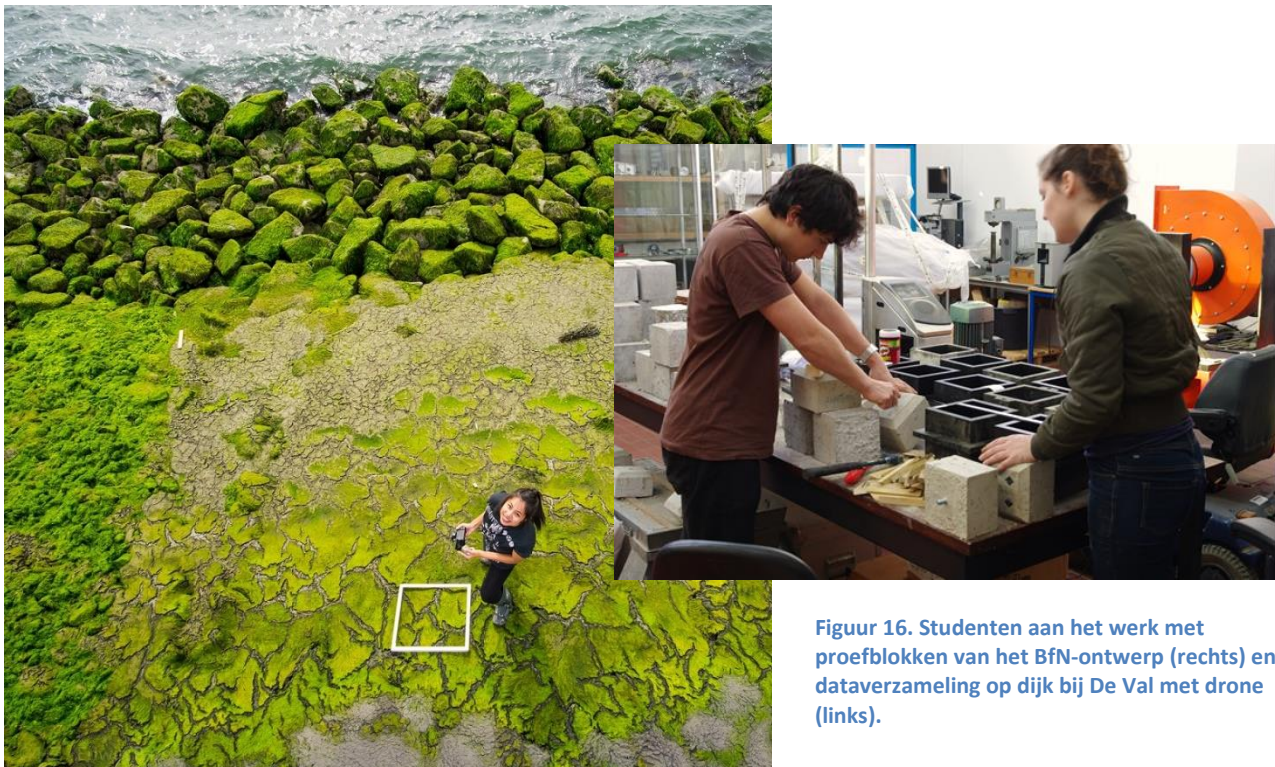 Figuur 16. Studenten aan het werk met
proefblokken van het BfN-ontwerp (rechts) en
dataverzameling op dijk bij De Val met drone
(links).